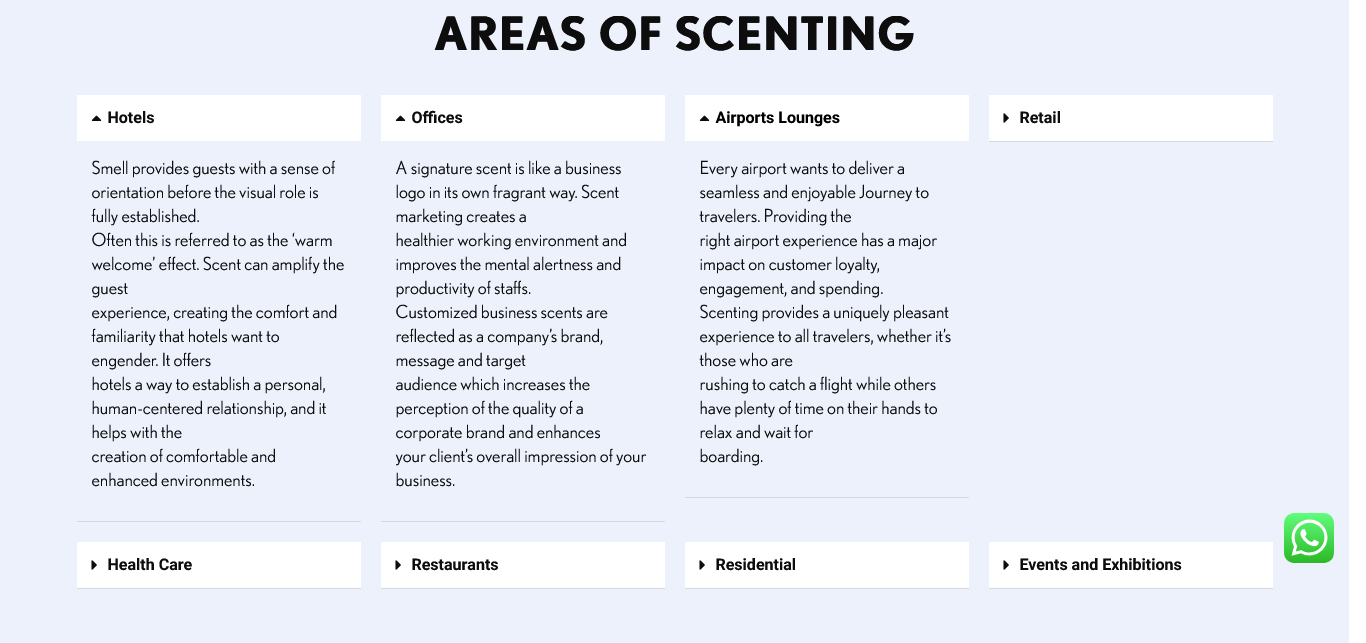 AREAS OF SCENTING
Hotels
Smell provides guests with a sense of
orientation before the visual role is
fully established.
Often this is referred to as the ‘warm
welcome’ effect. Scent can amplify the
guest
experience, creating the comfort and
familiarity that hotels want to
engender. It offers
hotels a way to establish a personal,
human-centered relationship, and it
helps with the
creation of comfortable and
enhanced environments.
Offices
A signature scent is like a business
logo in its own fragrant way. Scent
marketing creates a
healthier working environment and
improves the mental alertness and
productivity of staffs.
Customized business scents are
reflected as a company’s brand,
message and target
audience which increases the
perception of the quality of a
corporate brand and enhances
your client’s overall impression of your
business.
Airports Lounges
Every airport wants to deliver a
seamless and enjoyable Journey to
travelers. Providing the
right airport experience has a major
impact on customer loyalty,
engagement, and spending.
Scenting provides a uniquely pleasant
experience to all travelers, whether it’s
those who are
rushing to catch a flight while others
have plenty of time on their hands to
relax and wait for
boarding.
Retail
Health Care
Restaurants
Residential
Events and Exhibitions